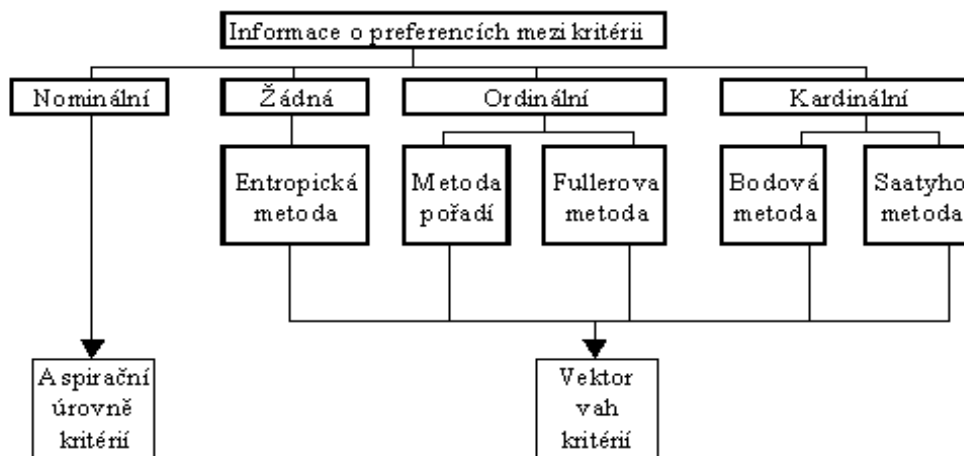 Informace o preferencích mezi kritérii
Nominální
Žádná
Ordinální
Kardinální
Entropická
metoda
Metoda
pořadí
Fullerova
metoda
Bodová
metoda
Saatyho
metoda
Aspirační
úrovně
kritérií
Vektor
vah
kritérií